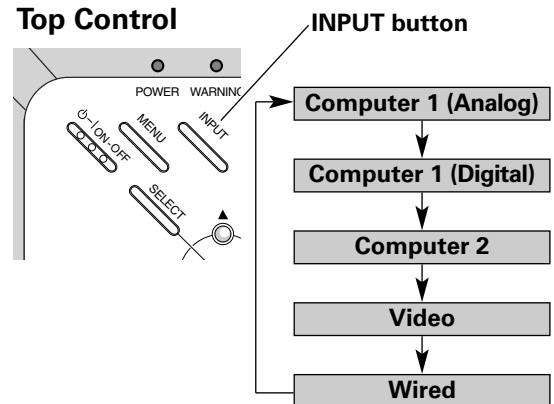 Top Control
INPUT button
POWER WARNING
⏻–I ON-OFF
MENU
INPUT
SELECT
Computer 1 (Analog)
Computer 1 (Digital)
Computer 2
Video
Wired